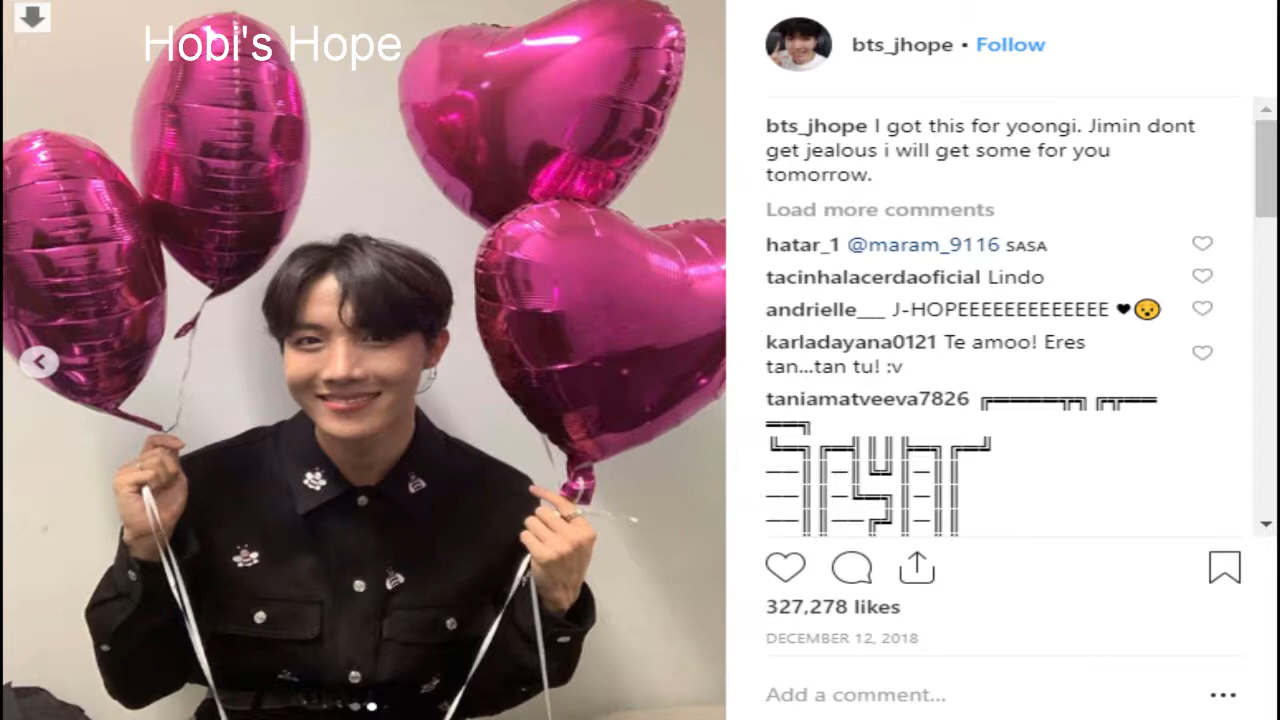 Hobi's Hope
bts_jhope • Follow
bts_jhope I got this for yoongi. Jimin dont
get jealous i will get some for you
tomorrow.
Load more comments
hatar_1 @maram_9116 SASA
tacinhalacerdaoficial Lindo
andrielle___ J-HOPEEEEEEEEEEEEE ♥😯
karladayana0121 Te amoo! Eres
tan...tan tu! :v
taniamatveeva7826
327,278 likes
DECEMBER 12, 2018
Add a comment...